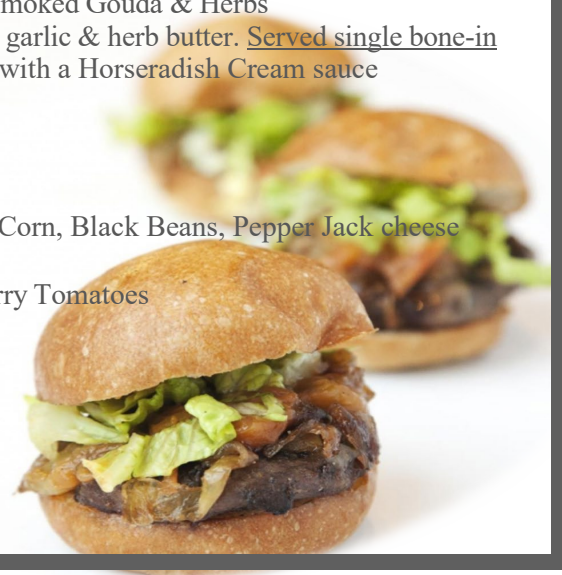 moked Gouda & Herbs
garlic & herb butter. Served single bone-in
with a Horseradish Cream sauce
Corn, Black Beans, Pepper Jack cheese
rry Tomatoes